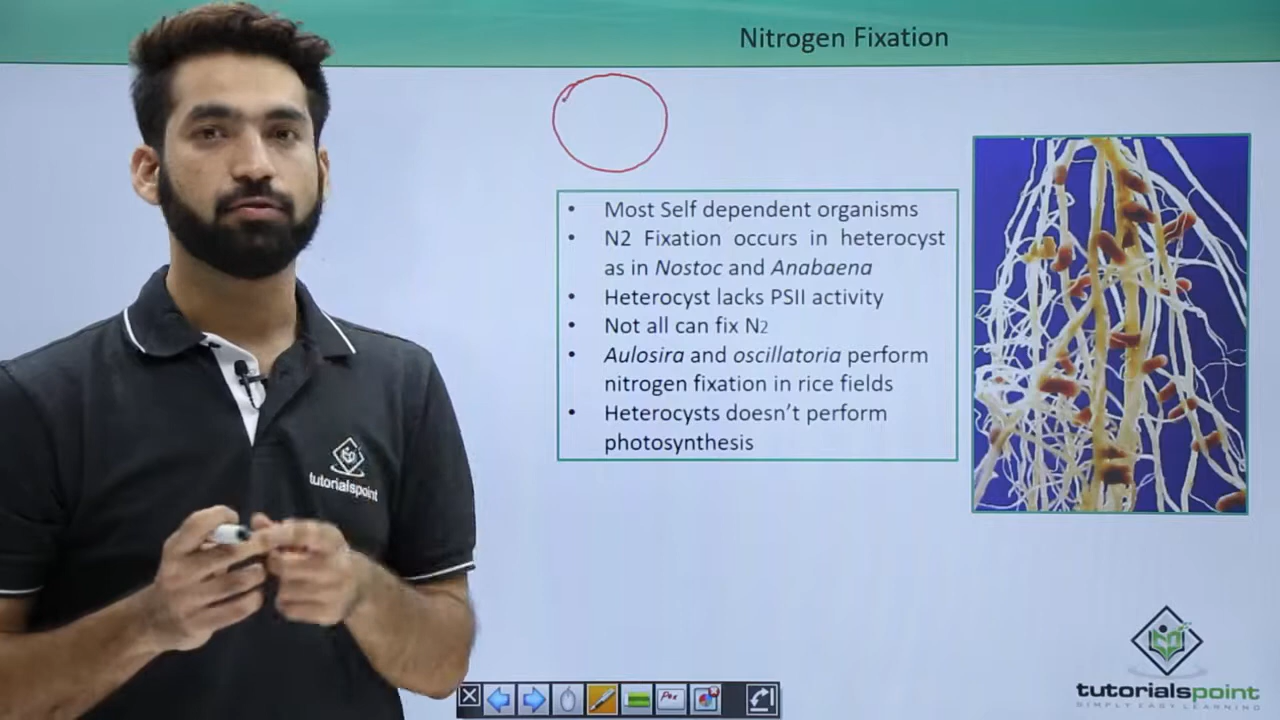 Nitrogen Fixation
• Most Self dependent organisms
• N2 Fixation occurs in heterocyst
as in Nostoc and Anabaena
• Heterocyst lacks PSII activity
• Not all can fix N2
• Aulosira and oscillatoria perform
nitrogen fixation in rice fields
• Heterocysts doesn't perform
photosynthesis
tutorialspoint
Pen
tutorialspoint
SIMPLY EASY LEARNING